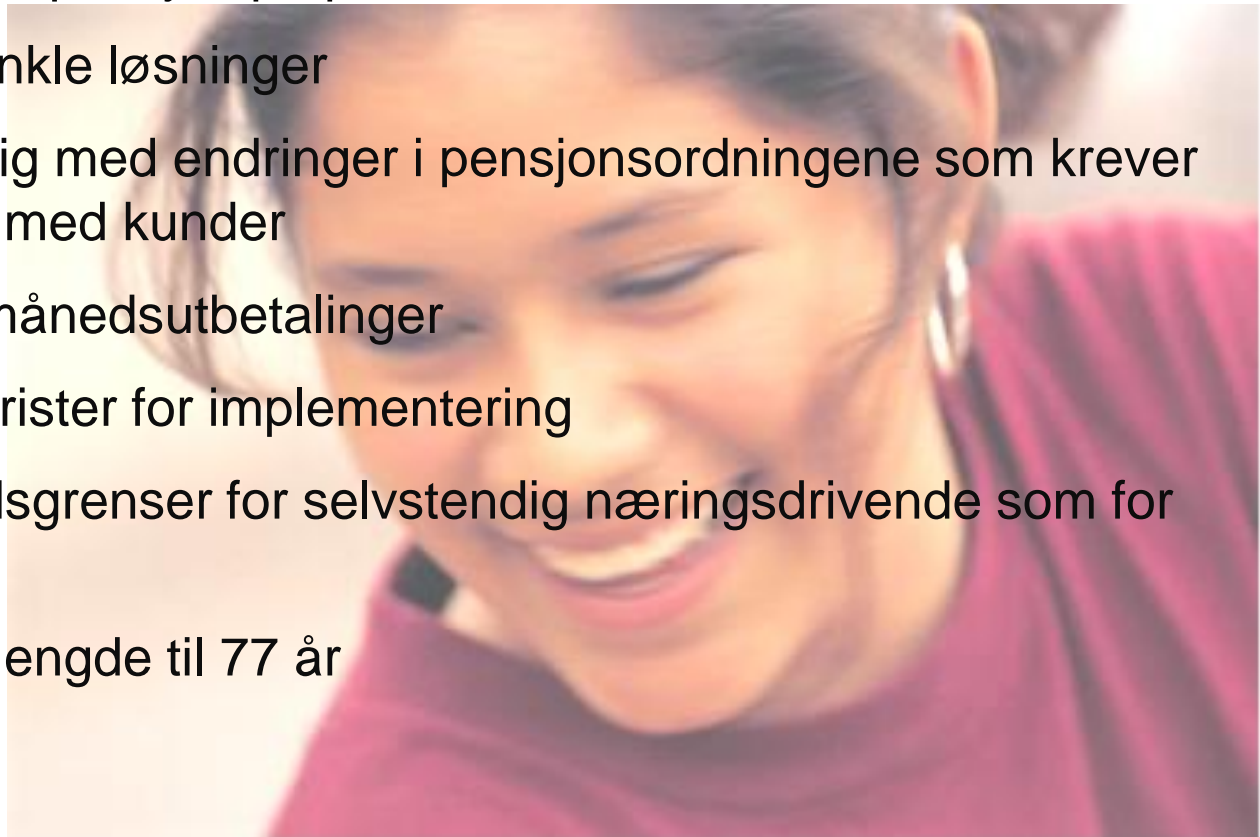 nkle løsninger
ig med endringer i pensjonsordningene som krever
med kunder
månedsutbetalinger
rister for implementering
lsgrenser for selvstendig næringsdrivende som for
engde til 77 år